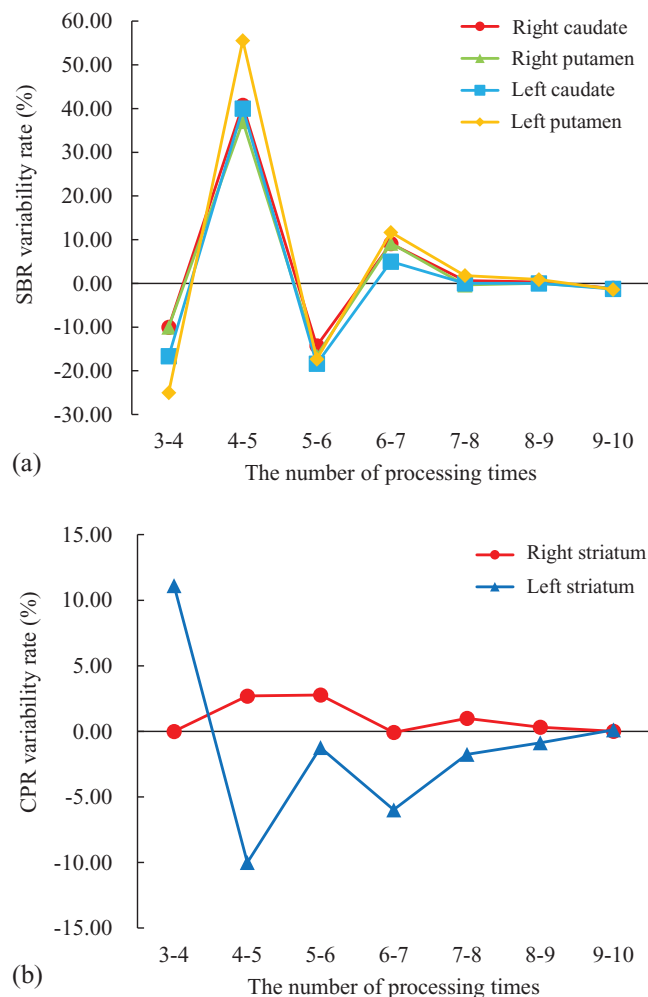 60.00
50.00
40.00
30.00
20.00
10.00
0.00
-10.00
-20.00
-30.00
SBR variability rate (%)
Right caudate
Right putamen
Left caudate
Left putamen
3-4 4-5 5-6 6-7 7-8 8-9 9-10
(a)
The number of processing times
15.00
10.00
5.00
0.00
-5.00
-10.00
-15.00
CPR variability rate (%)
Right striatum
Left striatum
3-4 4-5 5-6 6-7 7-8 8-9 9-10
(b)
The number of processing times